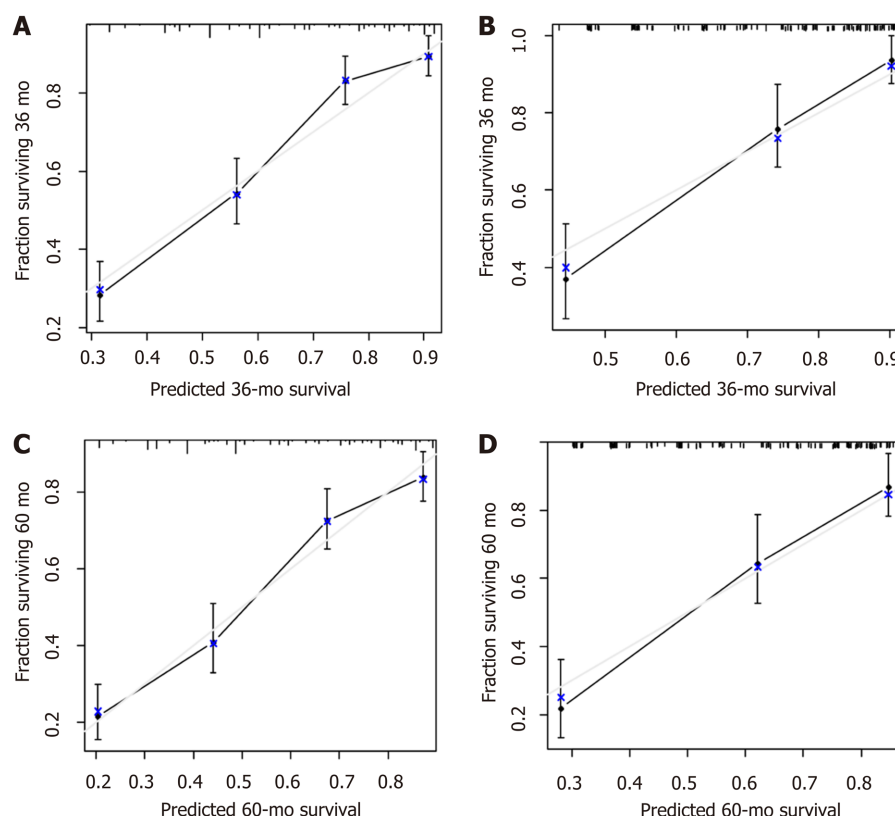 A
Fraction surviving 36 mo
0.8
0.6
0.4
0.2
0.3 0.4 0.5 0.6 0.7 0.8 0.9
Predicted 36-mo survival
B
Fraction surviving 36 mo
1.0
0.8
0.6
0.4
0.5 0.6 0.7 0.8 0.9
Predicted 36-mo survival
C
Fraction surviving 60 mo
0.8
0.6
0.4
0.2
0.2 0.3 0.4 0.5 0.6 0.7 0.8
Predicted 60-mo survival
D
Fraction surviving 60 mo
0.8
0.6
0.4
0.2
0.3 0.4 0.5 0.6 0.7 0.8
Predicted 60-mo survival